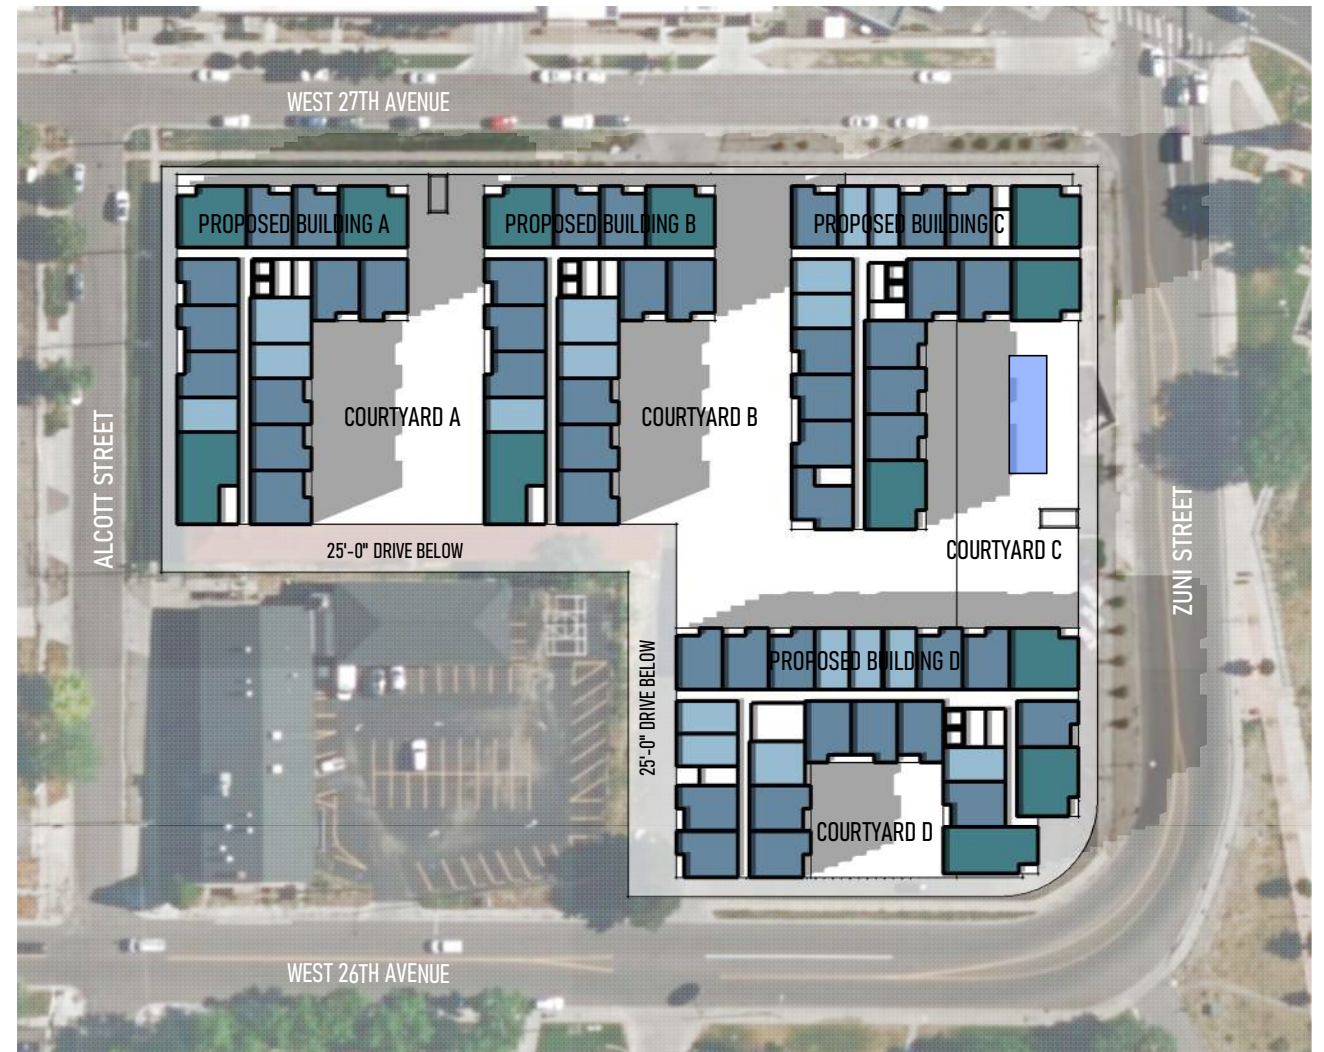 WEST 27TH AVENUE
PROPOSED BUILDING A
PROPOSED BUILDING B
PROPOSED BUILDING C
ALCOTT STREET
COURTYARD A
COURTYARD B
25'-0" DRIVE BELOW
COURTYARD C
ZUNI STREET
25'-0" DRIVE BELOW
PROPOSED BUILDING D
COURTYARD D
WEST 26TH AVENUE